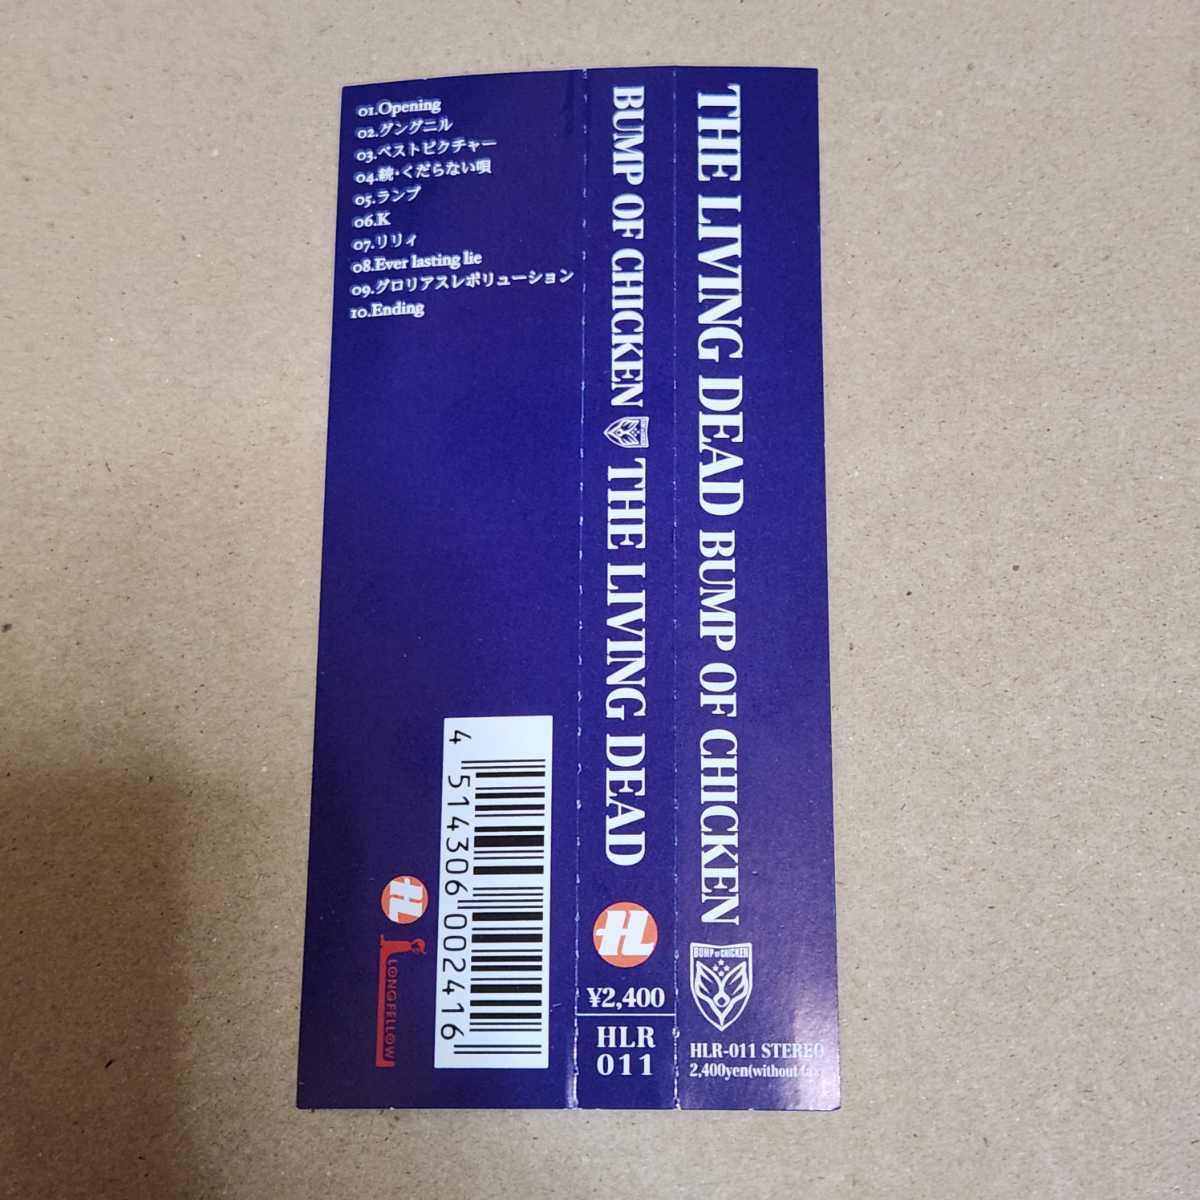 01.Opening
02.グングニル
03.ベストピクチャー
04.続・くだらない唄
05.ランプ
06.K
07.リリィ
08.Ever lasting lie
09.グロリアスレボリューション
10.Ending
4 514306 002416
HL
LONGFELLOW
BUMP OF CHICKEN THE LIVING DEAD
HL
¥2,400
HLR
011
THE LIVING DEAD BUMP OF CHICKEN
BUMP OF CHICKEN
HLR-011 STEREO
2,400yen(without tax)